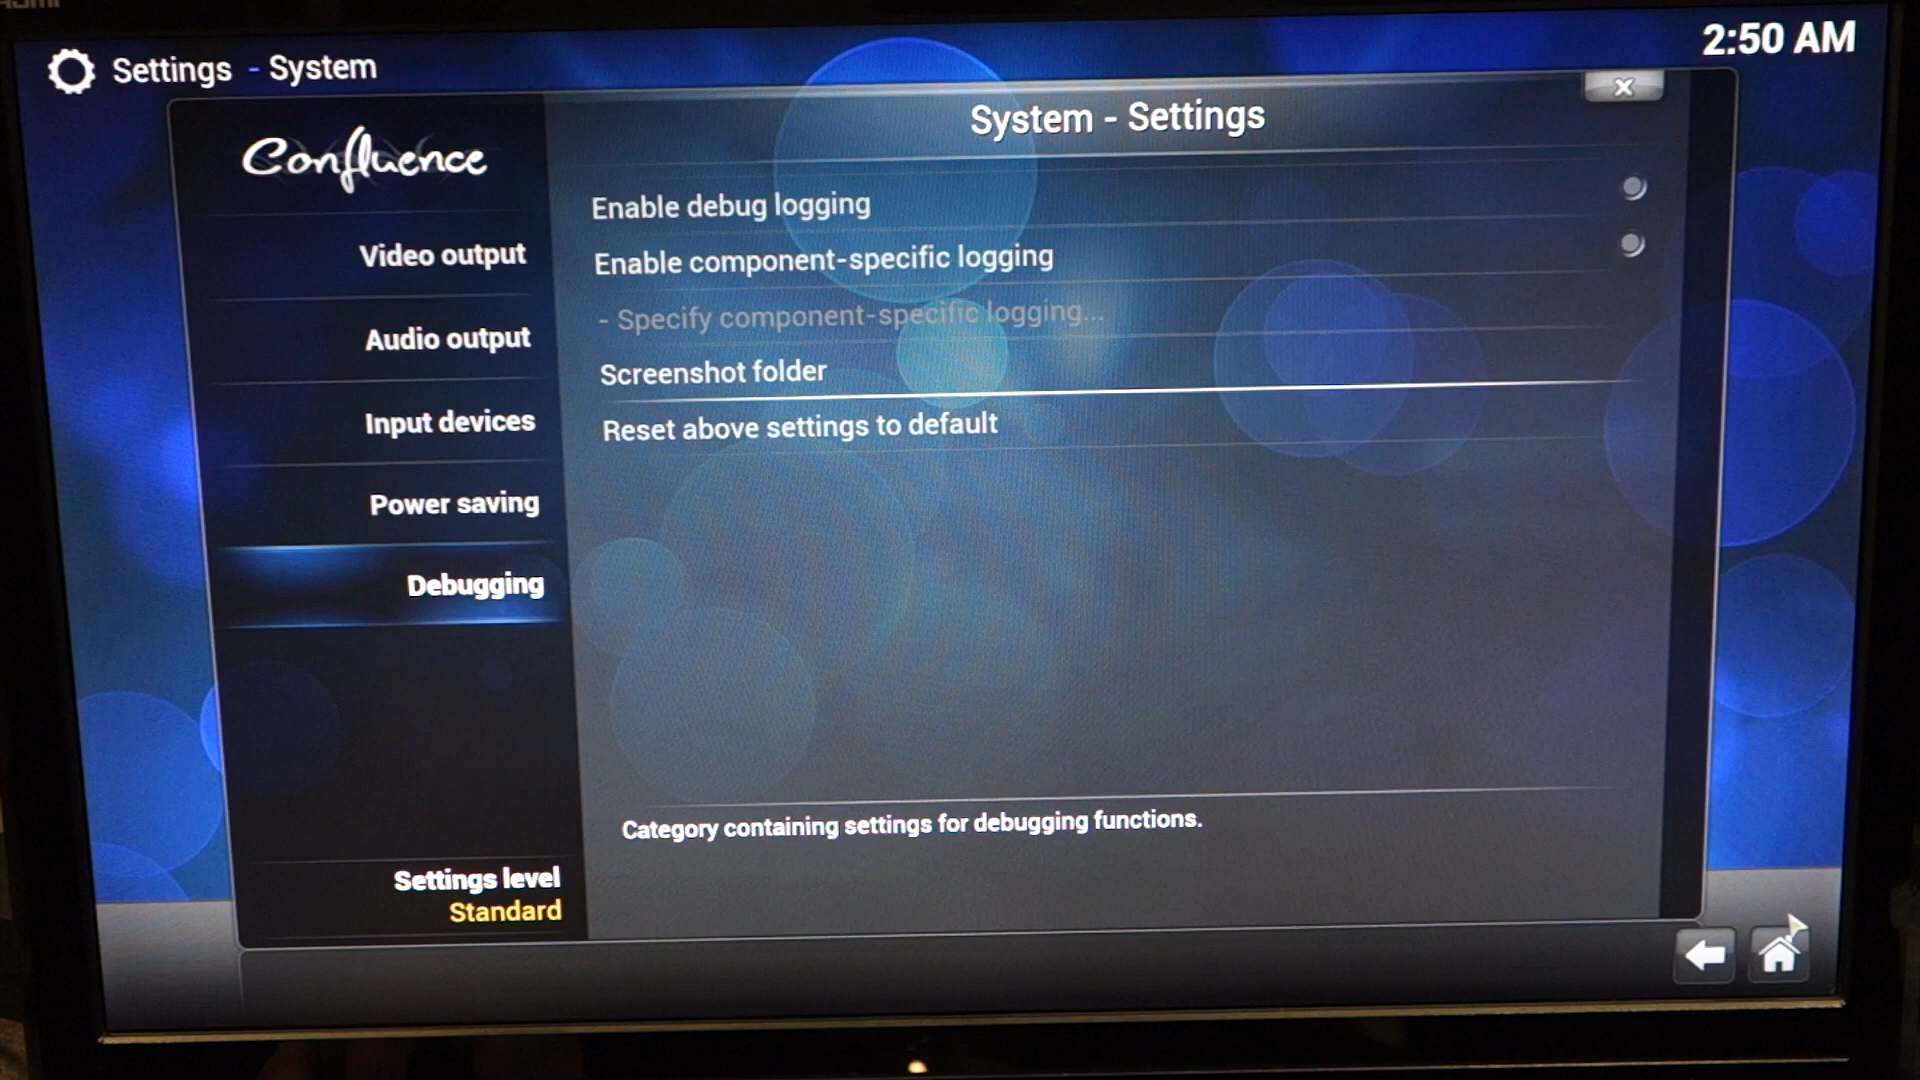 Settings - System
2:50 AM
Confluence
System - Settings
Video output
Audio output
Input devices
Power saving
Debugging
Enable debug logging
Enable component-specific logging
- Specify component-specific logging...
Screenshot folder
Reset above settings to default
Category containing settings for debugging functions.
Settings level
Standard